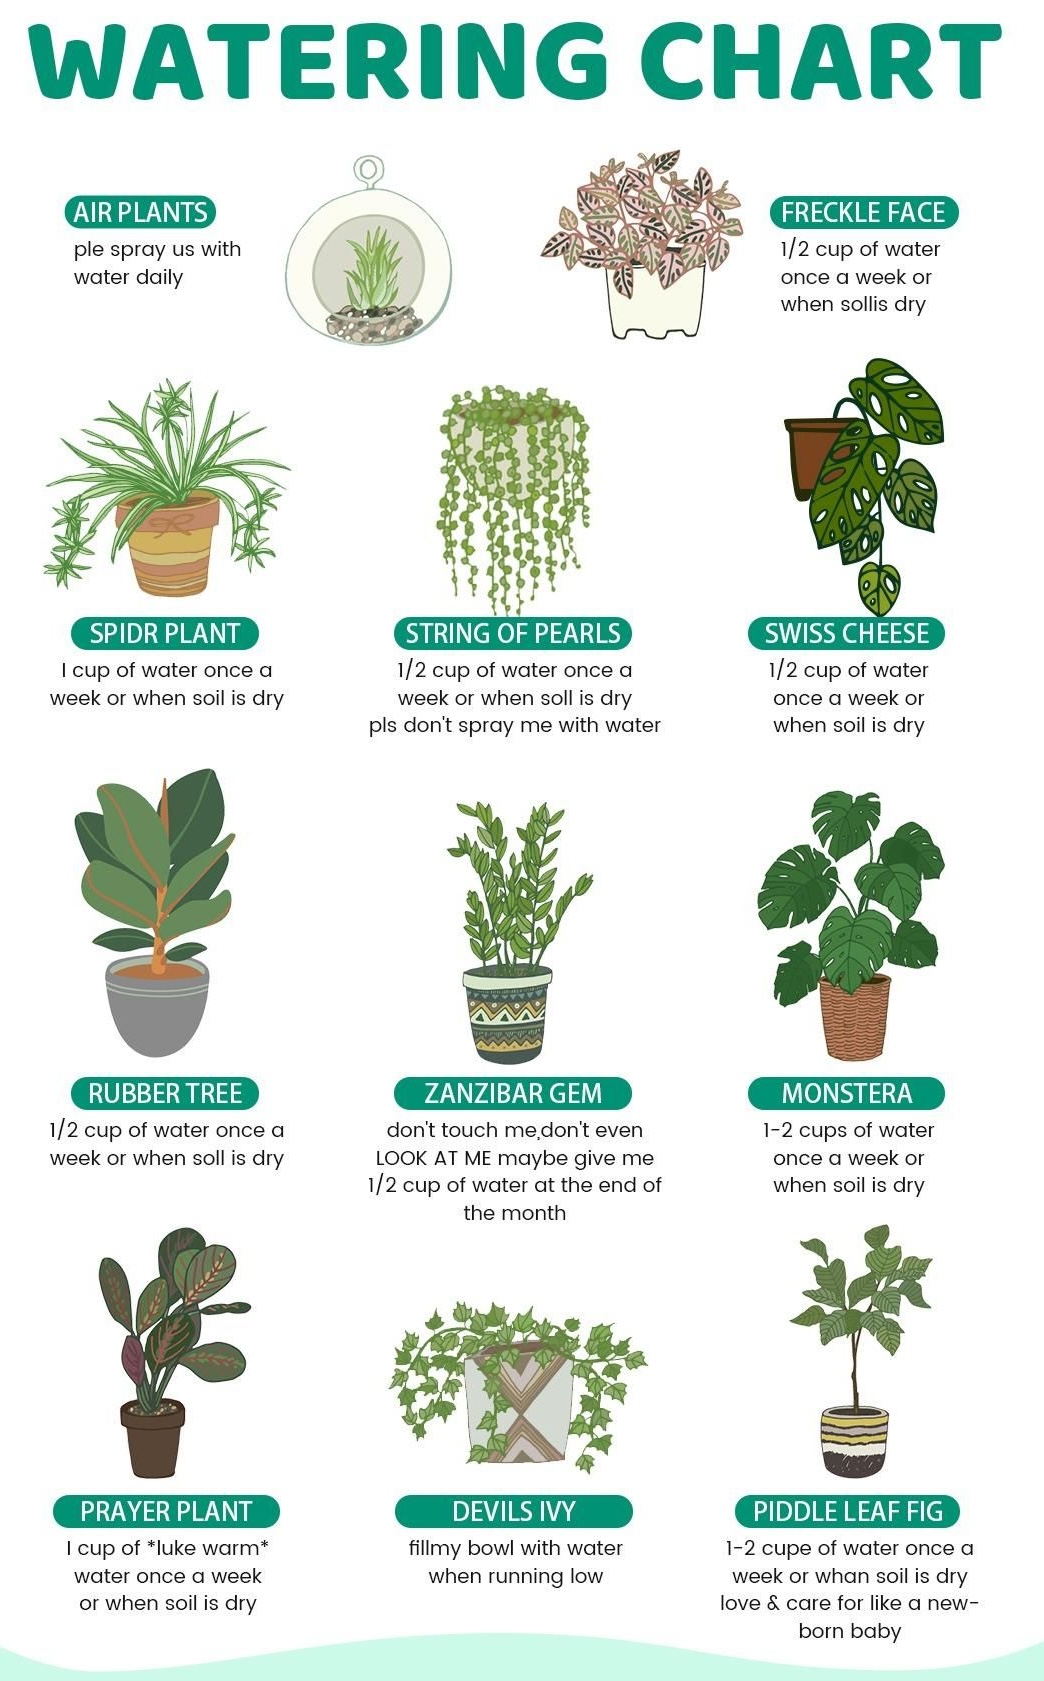 WATERING CHART
AIR PLANTS
ple spray us with
water daily
FRECKLE FACE
1/2 cup of water
once a week or
when sollis dry
SPIDR PLANT
I cup of water once a
week or when soil is dry
STRING OF PEARLS
1/2 cup of water once a
week or when soll is dry
pls don't spray me with water
SWISS CHEESE
1/2 cup of water
once a week or
when soil is dry
RUBBER TREE
1/2 cup of water once a
week or when soll is dry
ZANZIBAR GEM
don't touch me,don't even
LOOK AT ME maybe give me
1/2 cup of water at the end of
the month
MONSTERA
1-2 cups of water
once a week or
when soil is dry
PRAYER PLANT
I cup of *luke warm*
water once a week
or when soil is dry
DEVILS IVY
fillmy bowl with water
when running low
PIDDLE LEAF FIG
1-2 cupe of water once a
week or whan soil is dry
love & care for like a new-
born baby